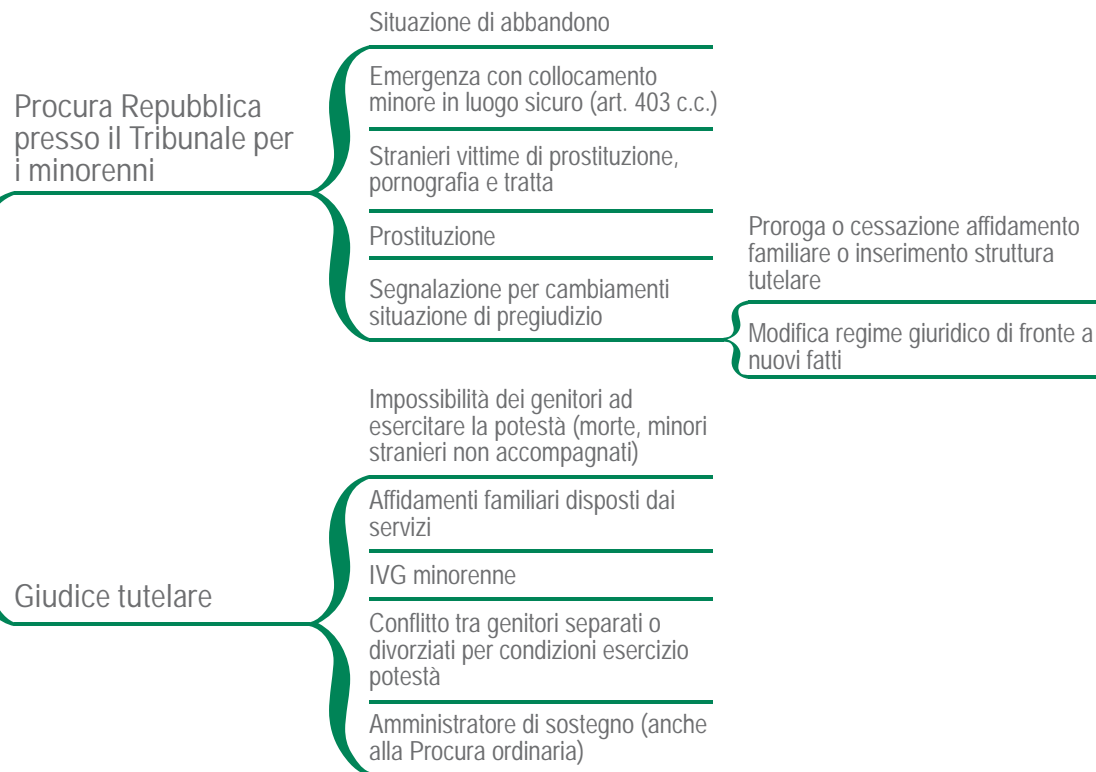 Procura Repubblica
presso il Tribunale per
i minorenni
Situazione di abbandono
Emergenza con collocamento
minore in luogo sicuro (art. 403 c.c.)
Stranieri vittime di prostituzione,
pornografia e tratta
Prostituzione
Segnalazione per cambiamenti
situazione di pregiudizio
Proroga o cessazione affidamento
familiare o inserimento struttura
tutelare
Modifica regime giuridico di fronte a
nuovi fatti
Giudice tutelare
Impossibilità dei genitori ad
esercitare la potestà (morte, minori
stranieri non accompagnati)
Affidamenti familiari disposti dai
servizi
IVG minorenne
Conflitto tra genitori separati o
divorziati per condizioni esercizio
potestà
Amministratore di sostegno (anche
alla Procura ordinaria)